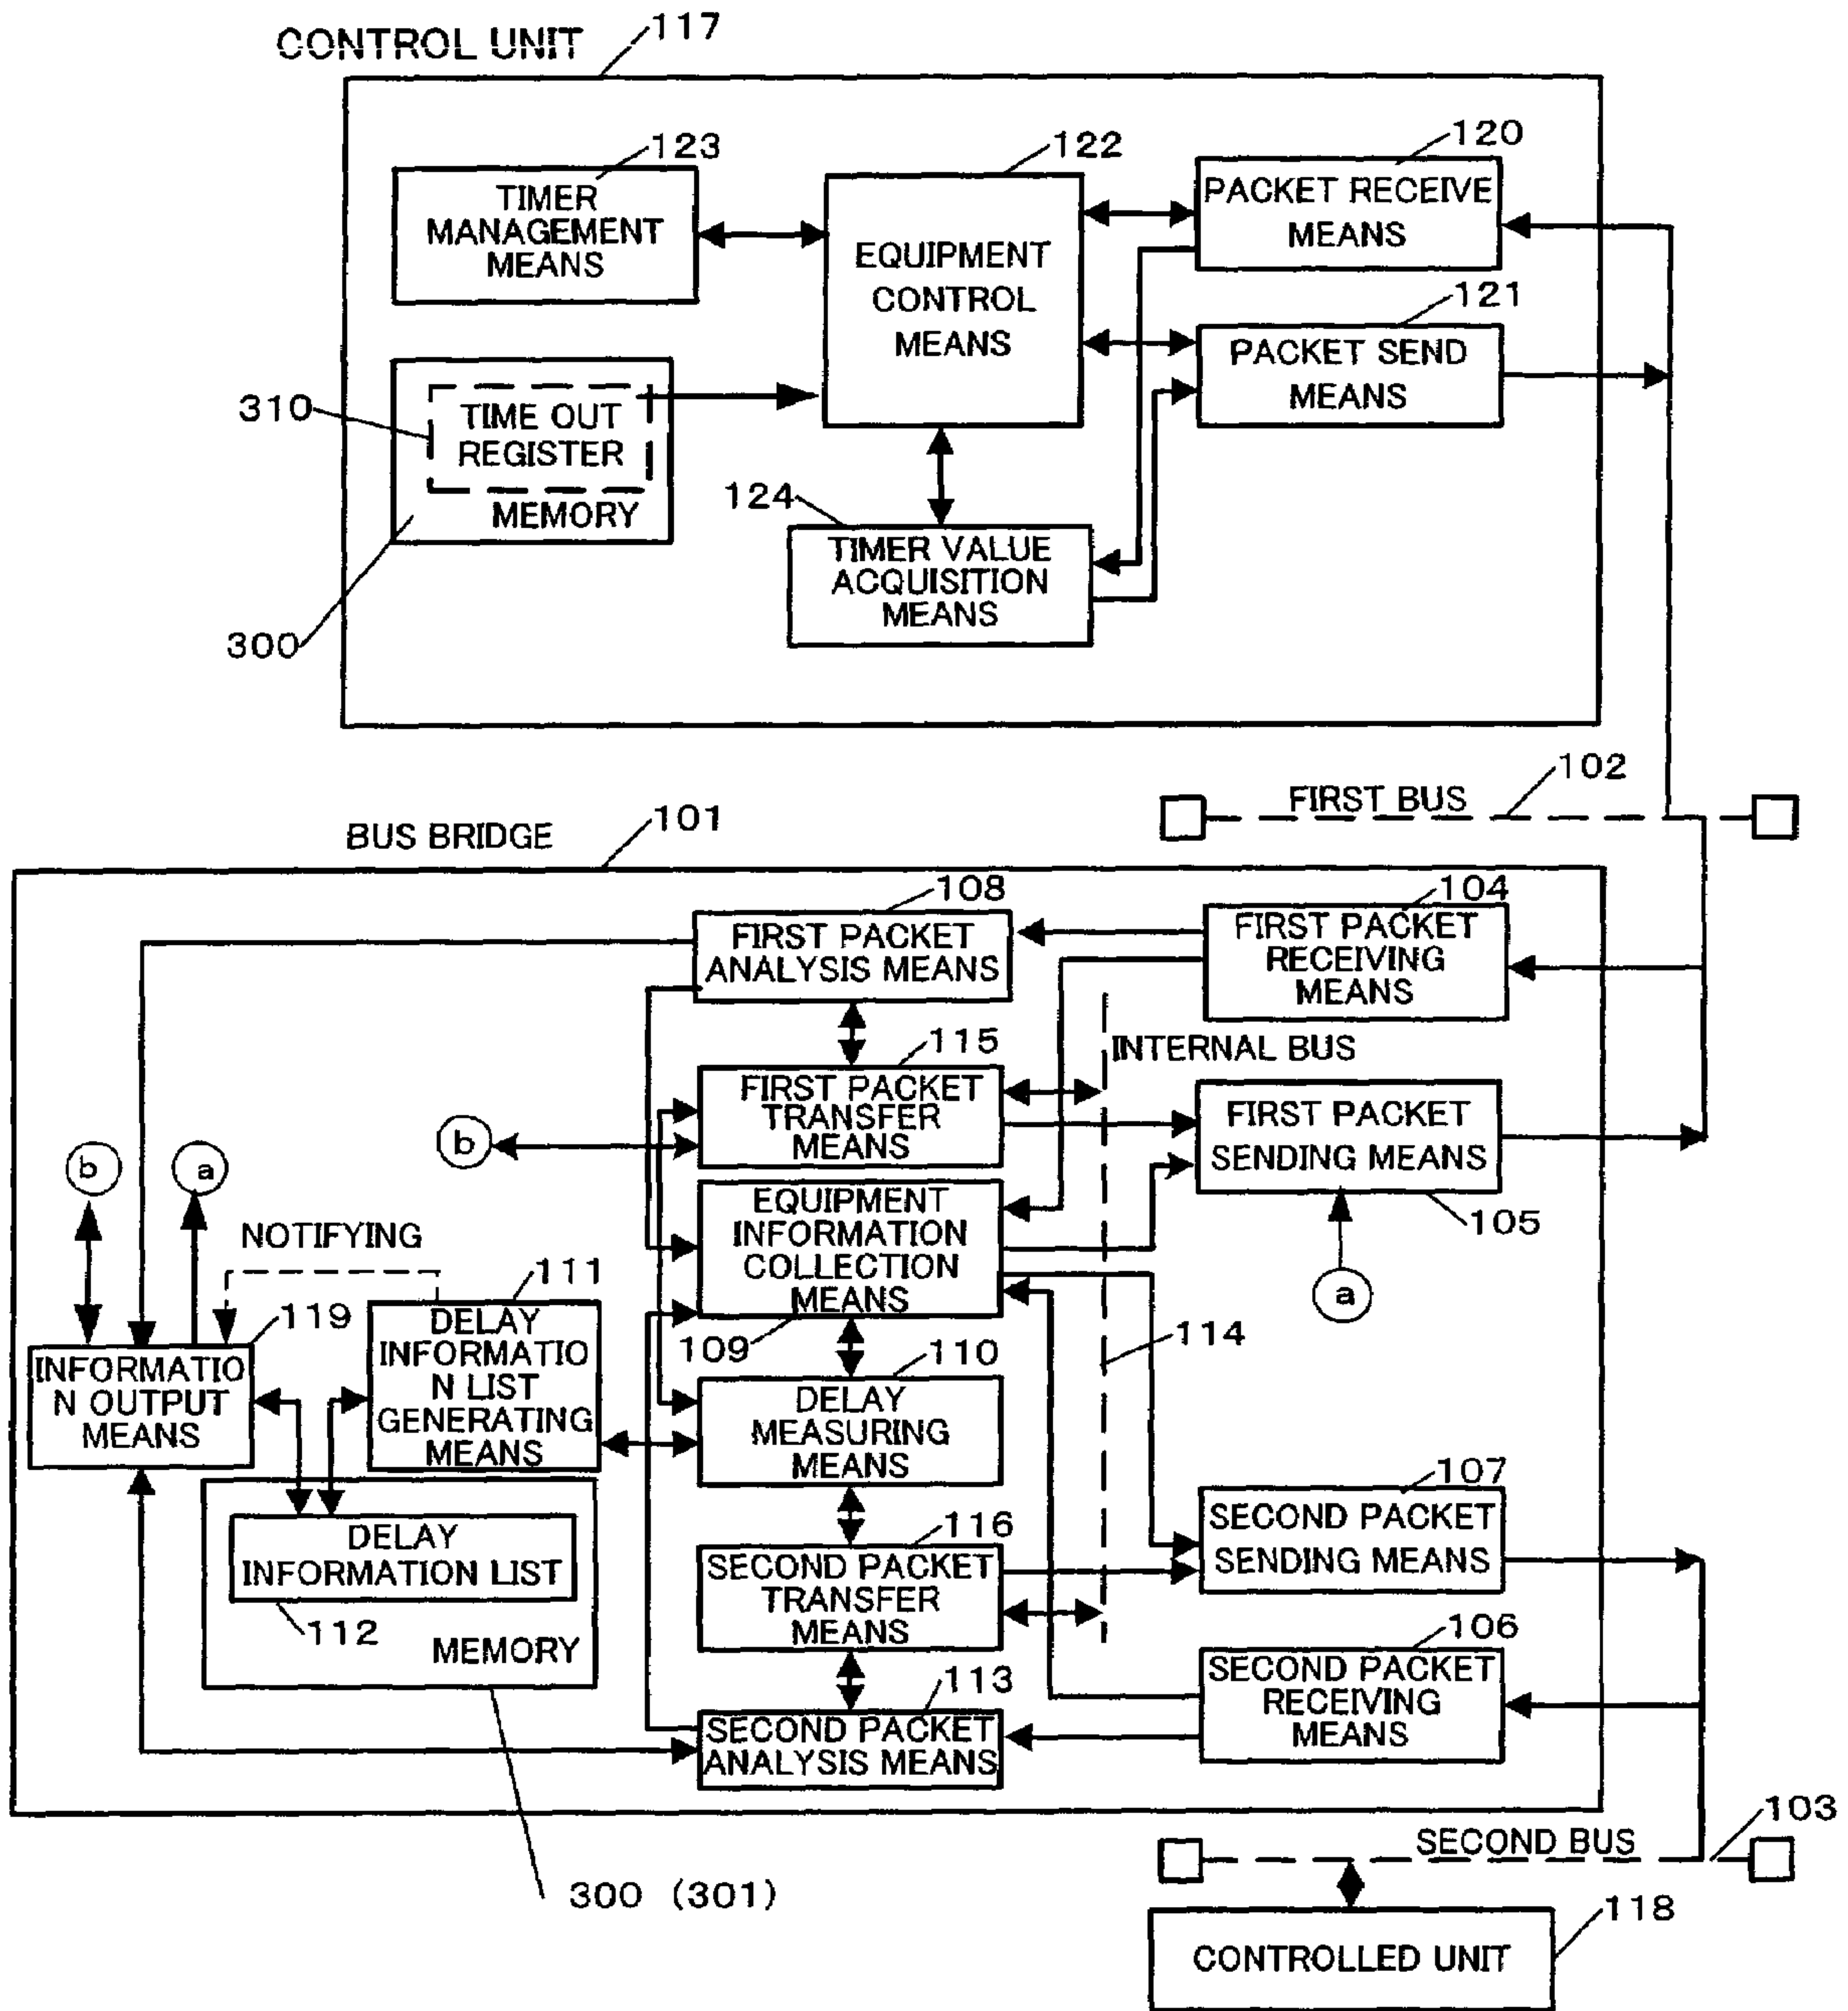 CONTROL UNIT
117
123
TIMER
MANAGEMENT
MEANS
122
EQUIPMENT
CONTROL
MEANS
120
PACKET RECEIVE
MEANS
121
PACKET SEND
MEANS
310
TIME OUT
REGISTER
MEMORY
300
124
TIMER VALUE
ACQUISITION
MEANS
FIRST BUS
102
BUS BRIDGE
101
108
FIRST PACKET
ANALYSIS MEANS
104
FIRST PACKET
RECEIVING
MEANS
INTERNAL BUS
115
FIRST PACKET
TRANSFER
MEANS
FIRST PACKET
SENDING MEANS
105
a
b
a
b
NOTIFYING
EQUIPMENT
INFORMATION
COLLECTION
MEANS
109
111
DELAY
INFORMATIO
N LIST
GENERATING
MEANS
119
INFORMATIO
N OUTPUT
MEANS
110
DELAY
MEASURING
MEANS
114
107
SECOND PACKET
SENDING MEANS
DELAY
INFORMATION LIST
112
MEMORY
116
SECOND PACKET
TRANSFER
MEANS
106
SECOND PACKET
RECEIVING
MEANS
113
SECOND PACKET
ANALYSIS MEANS
300 (301)
SECOND BUS
103
118
CONTROLLED UNIT